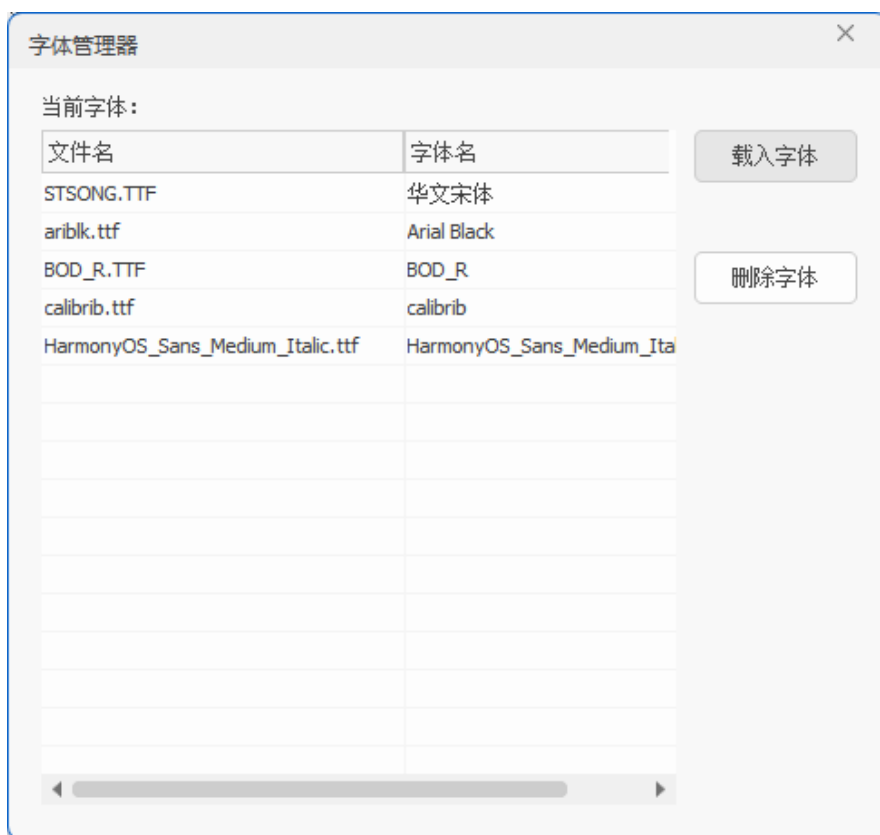 字体管理器
当前字体：
文件名 字体名
载入字体
STSONG.TTF 华文宋体
ariblk.ttf Arial Black
BOD_R.TTF BOD_R
删除字体
calibrib.ttf calibrib
HarmonyOS_Sans_Medium_Italic.ttf HarmonyOS_Sans_Medium_Ital